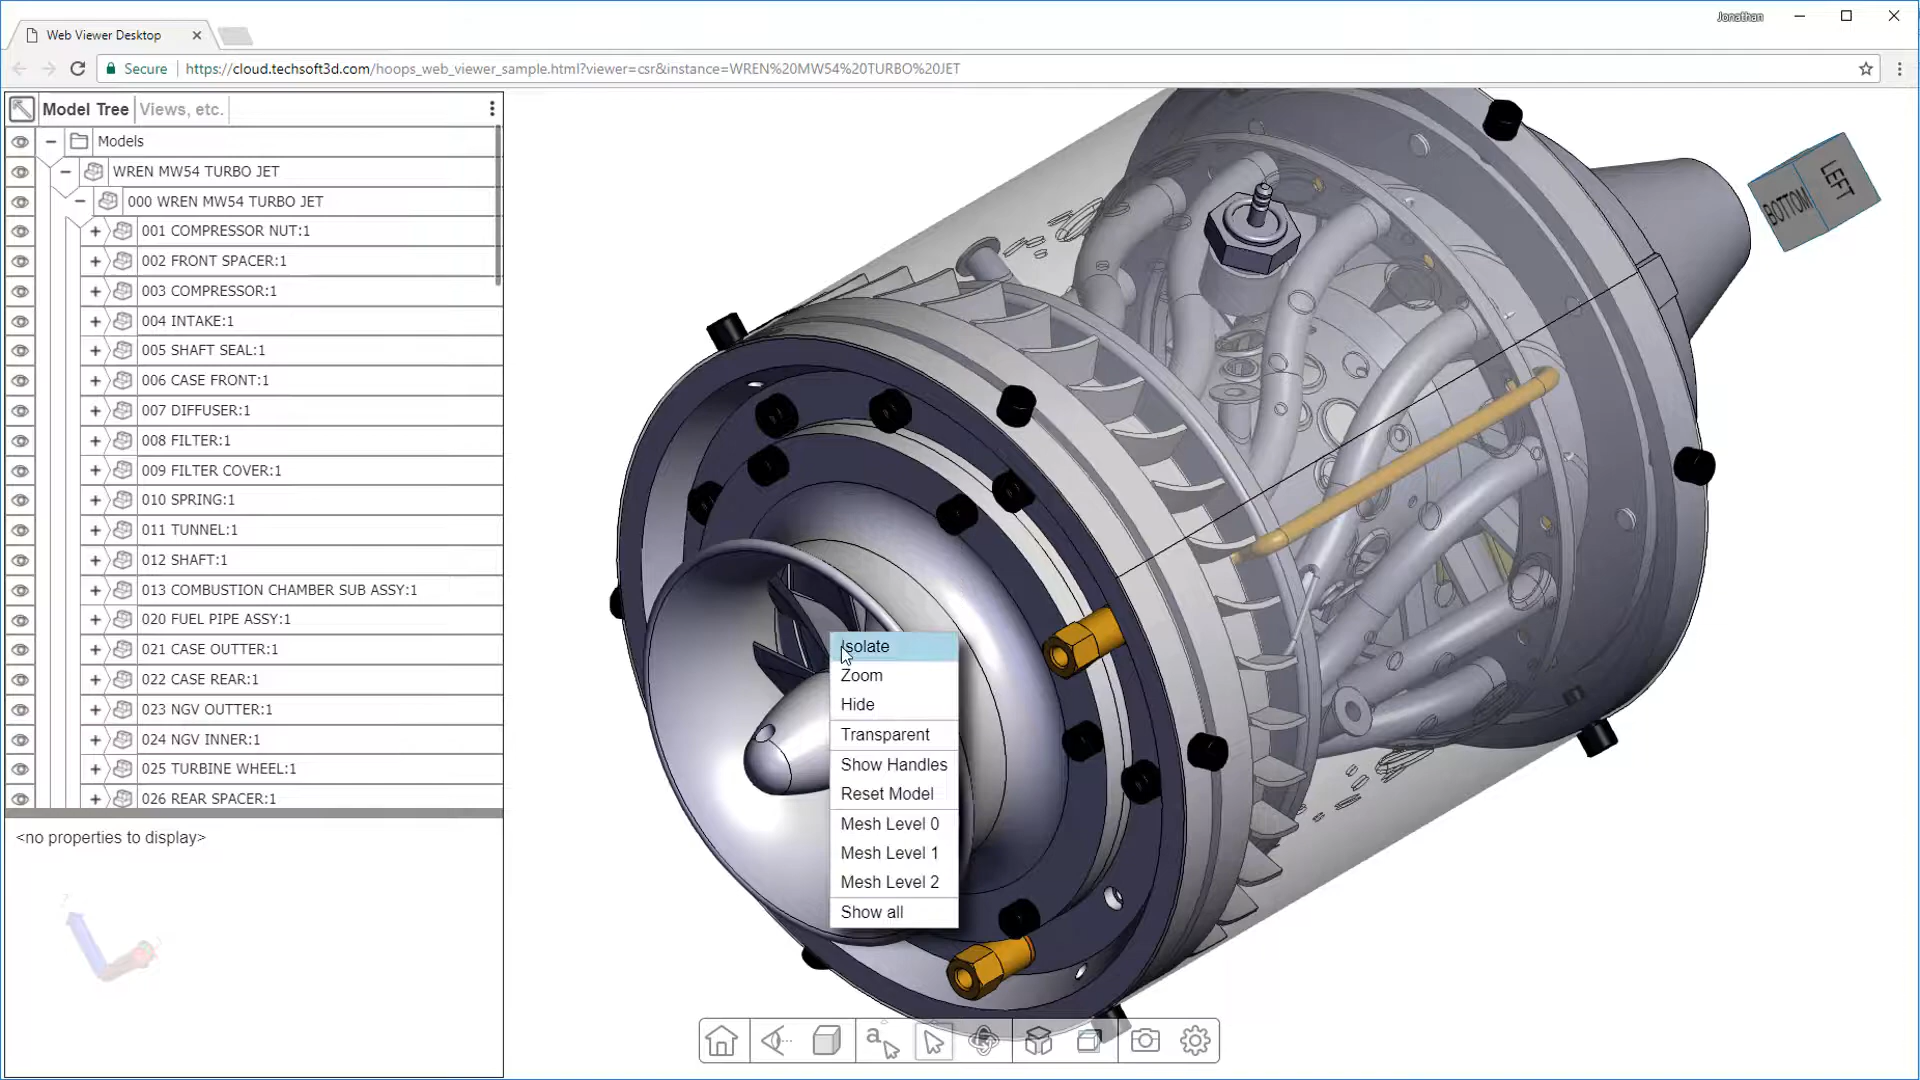 Jonathan
Web Viewer Desktop
Secure
https://cloud.techsoft3d.com/hoops_web_viewer_sample.html?viewer=csr&instance=WREN%20MW54%20TURBO%20JET
Model Tree
Views, etc.
Models
WREN MW54 TURBO JET
000 WREN MW54 TURBO JET
001 COMPRESSOR NUT:1
002 FRONT SPACER:1
003 COMPRESSOR:1
004 INTAKE:1
005 SHAFT SEAL:1
006 CASE FRONT:1
007 DIFFUSER:1
008 FILTER:1
009 FILTER COVER:1
010 SPRING:1
011 TUNNEL:1
012 SHAFT:1
013 COMBUSTION CHAMBER SUB ASSY:1
020 FUEL PIPE ASSY:1
021 CASE OUTTER:1
022 CASE REAR:1
023 NGV OUTTER:1
024 NGV INNER:1
025 TURBINE WHEEL:1
026 REAR SPACER:1
<no properties to display>
Z
BOTTOM
LEFT
Isolate
Zoom
Hide
Transparent
Show Handles
Reset Model
Mesh Level 0
Mesh Level 1
Mesh Level 2
Show all
a